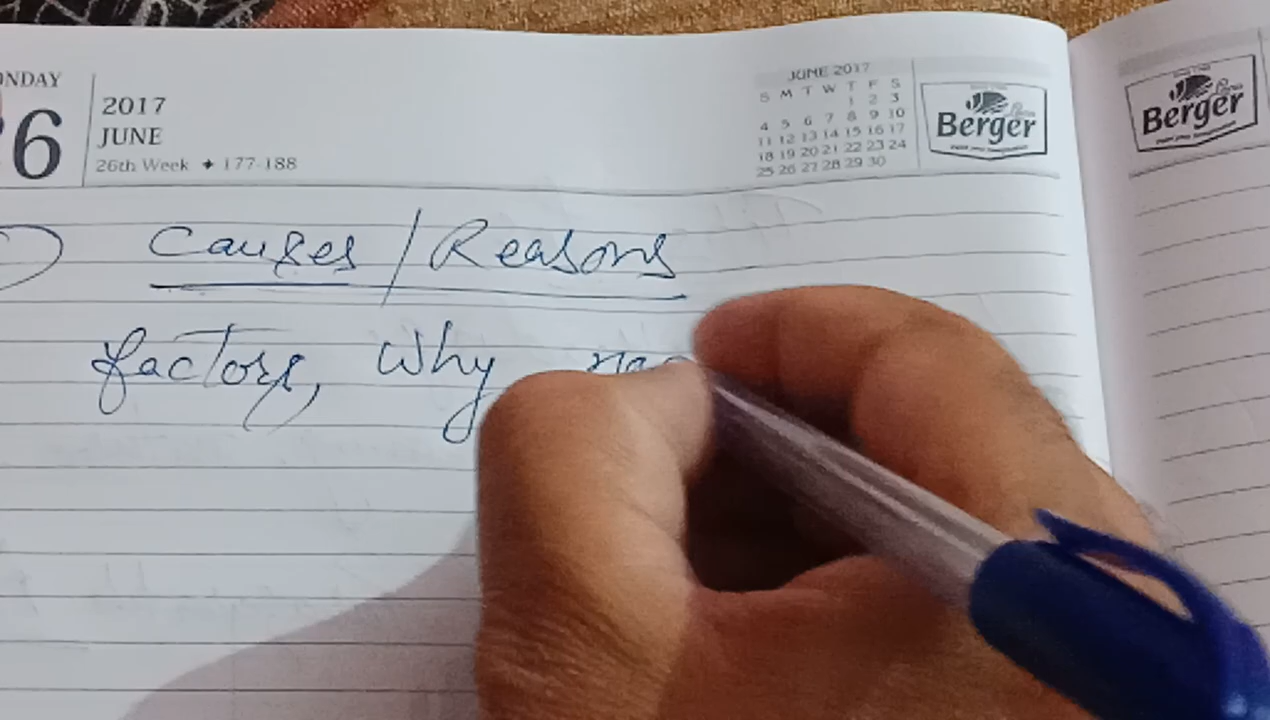 ONDAY
6
2017
JUNE
26th Week ✦ 177-188
JUNE 2017
S M T W T F S
1 2 3
4 5 6 7 8 9 10
11 12 13 14 15 16 17
18 19 20 21 22 23 24
25 26 27 28 29 30
Berger
Berger
Causes / Reasons
factors, Why